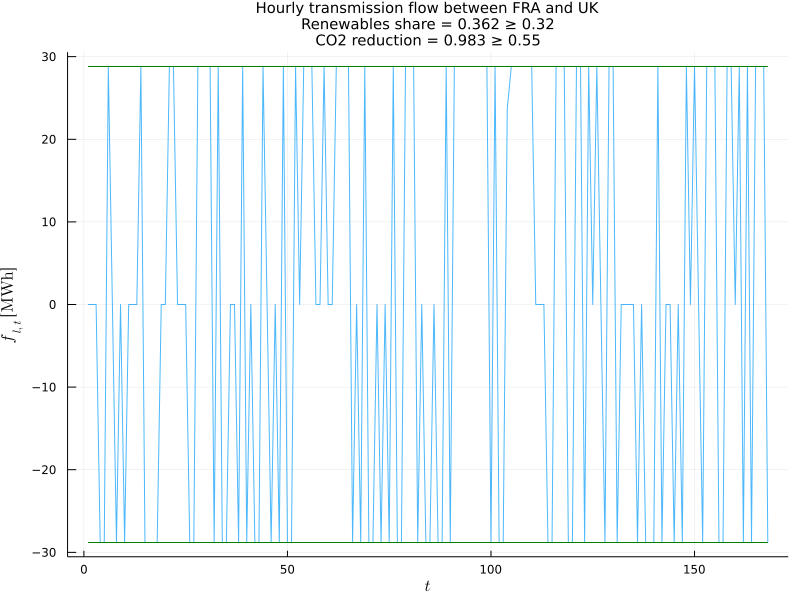 Hourly transmission flow between FRA and UK
Renewables share = 0.362 ≥ 0.32
CO2 reduction = 0.983 ≥ 0.55
30
20
10
0
−10
−20
−30
f_{l,t} [MWh]
0
50
100
150
t